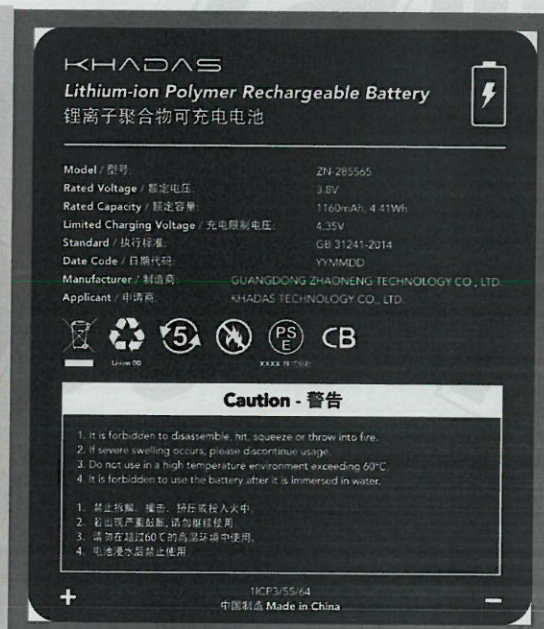 KHADAS
Lithium-ion Polymer Rechargeable Battery
锂离子聚合物可充电电池
Model / 型号: ZN-285565
Rated Voltage / 额定电压: 3.8V
Rated Capacity / 额定容量: 1160mAh, 4.41Wh
Limited Charging Voltage / 充电限制电压: 4.35V
Standard / 执行标准: GB 31241-2014
Date Code / 日期代码: YYMMDD
Manufacturer / 制造商: GUANGDONG ZHAONENG TECHNOLOGY CO., LTD.
Applicant / 申请商: KHADAS TECHNOLOGY CO., LTD.
5 PS E CB
Li-ion 00
XXXX 株式会社
Caution - 警告
1. It is forbidden to disassemble, hit, squeeze or throw into fire.
2. If severe swelling occurs, please discontinue usage.
3. Do not use in a high temperature environment exceeding 60°C.
4. It is forbidden to use the battery after it is immersed in water.
1. 禁止拆解、撞击、挤压或投入火中.
2. 若出现严重鼓胀, 请勿继续使用.
3. 请勿在超过60℃的高温环境中使用.
4. 电池浸水后禁止使用.
+ 1ICP3/55/64 −
中国制造 Made in China